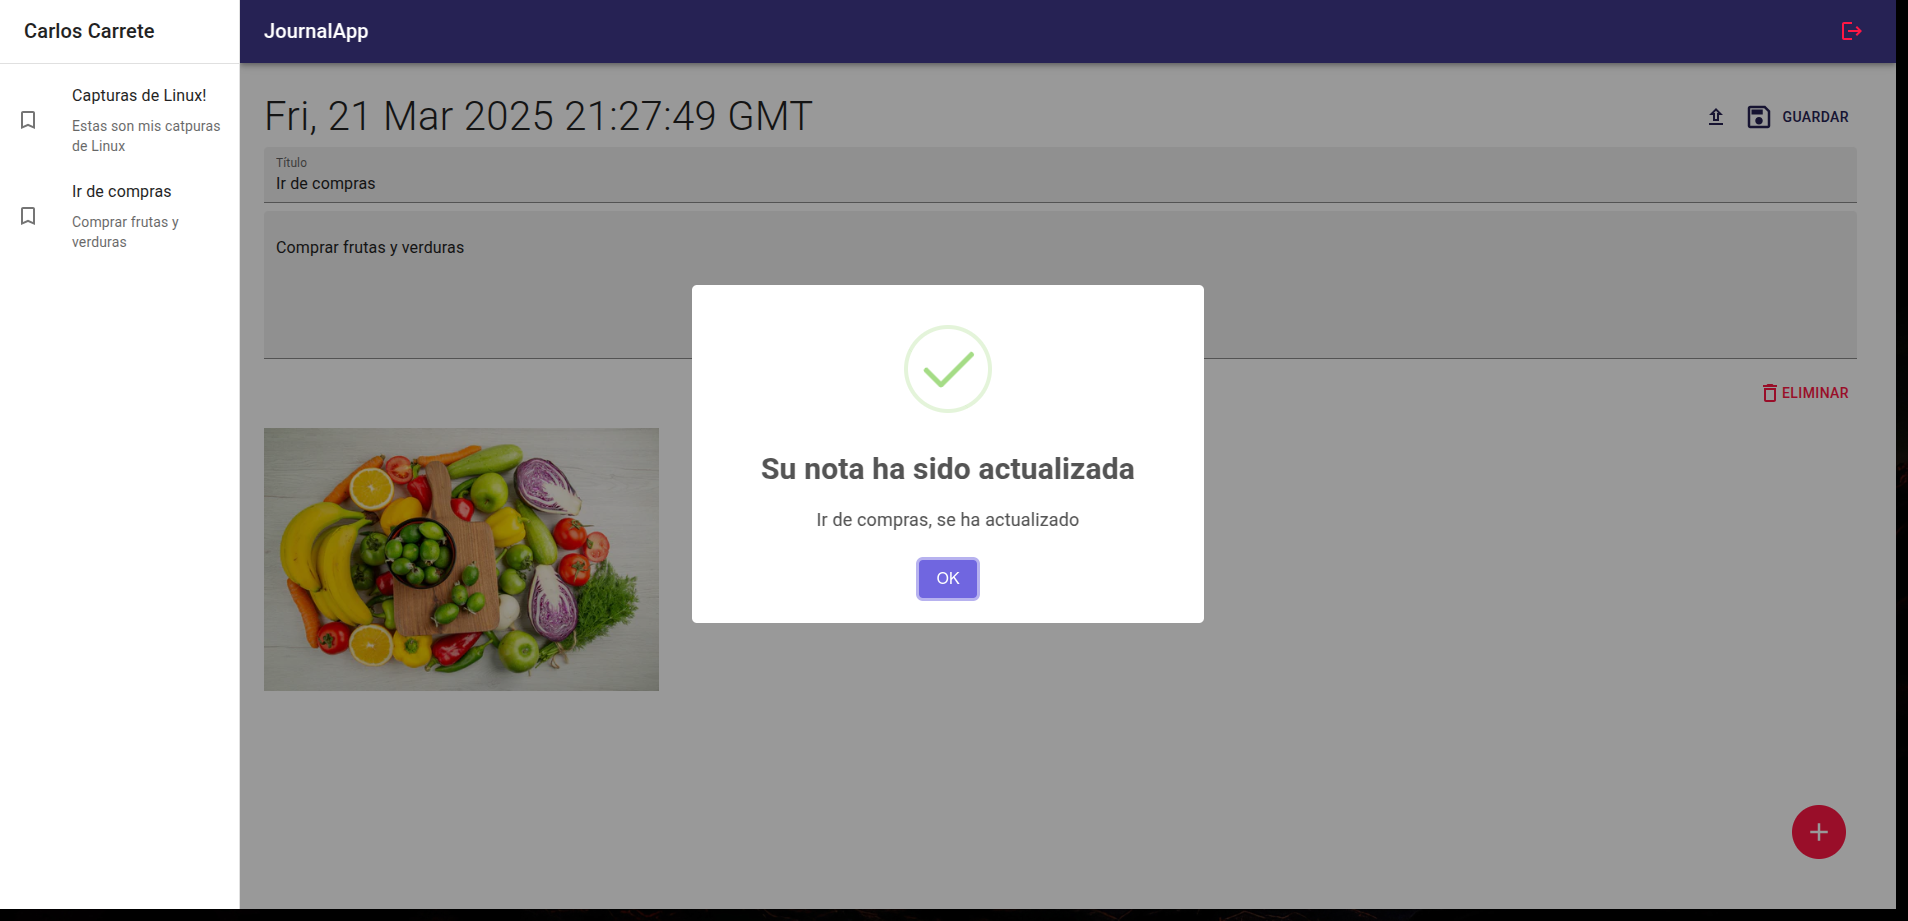 Carlos Carrete
JournalApp
Capturas de Linux!
Estas son mis catpuras
de Linux
Ir de compras
Comprar frutas y
verduras
Fri, 21 Mar 2025 21:27:49 GMT
GUARDAR
Título
Ir de compras
Comprar frutas y verduras
ELIMINAR
Su nota ha sido actualizada
Ir de compras, se ha actualizado
OK